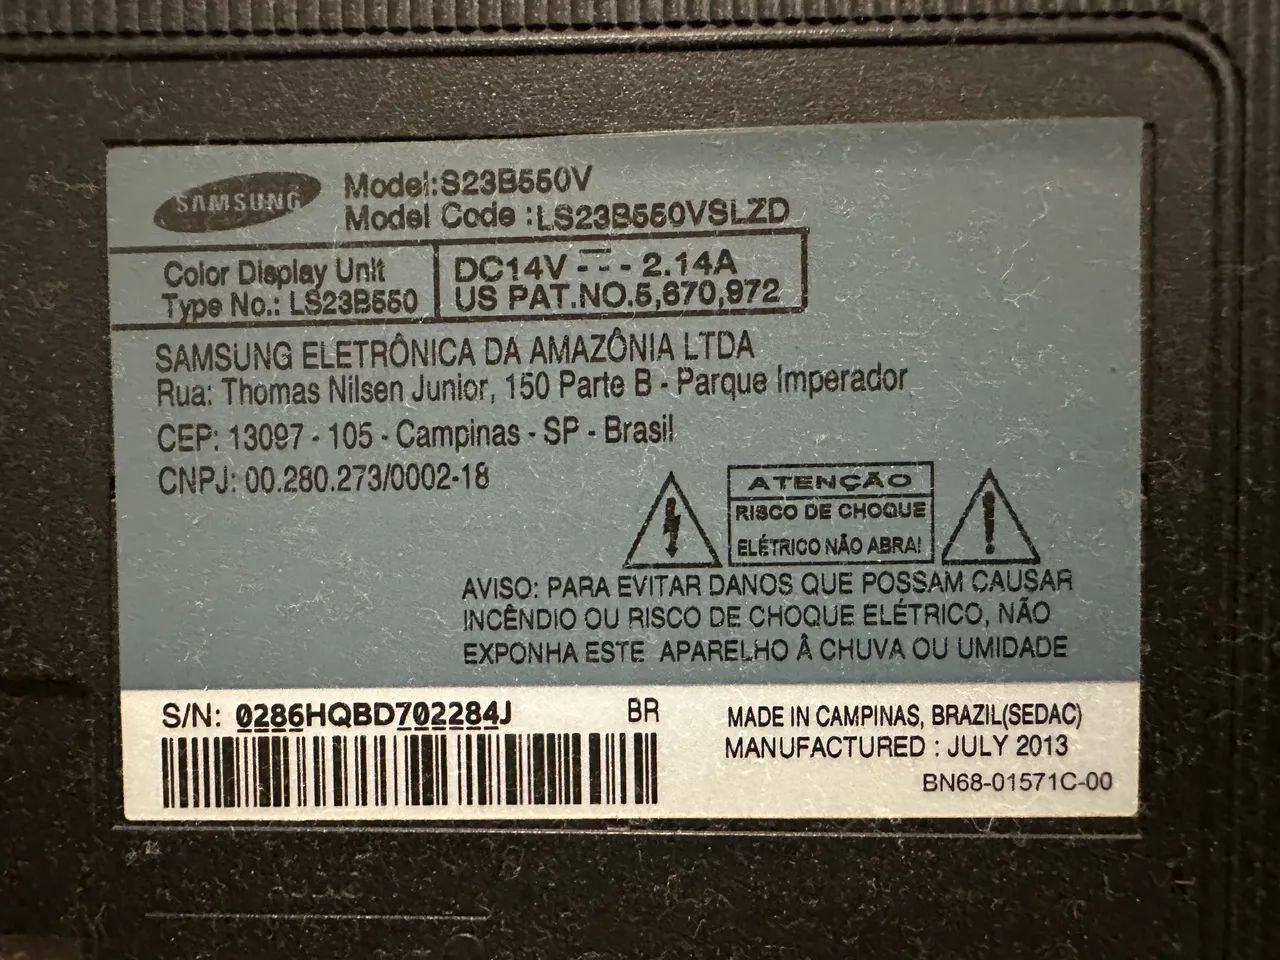 SAMSUNG
Model:S23B550V
Model Code :LS23B550VSLZD
Color Display Unit
Type No.: LS23B550
DC14V ⎓ - 2.14A
US PAT.NO.5,670,972
SAMSUNG ELETRÔNICA DA AMAZÔNIA LTDA
Rua: Thomas Nilsen Junior, 150 Parte B - Parque Imperador
CEP: 13097 - 105 - Campinas - SP - Brasil
CNPJ: 00.280.273/0002-18
ATENÇÃO
RISCO DE CHOQUE
ELÉTRICO NÃO ABRA!
AVISO: PARA EVITAR DANOS QUE POSSAM CAUSAR
INCÊNDIO OU RISCO DE CHOQUE ELÉTRICO, NÃO
EXPONHA ESTE APARELHO À CHUVA OU UMIDADE
S/N: 0286HQBD702284J
BR
MADE IN CAMPINAS, BRAZIL(SEDAC)
MANUFACTURED : JULY 2013
BN68-01571C-00